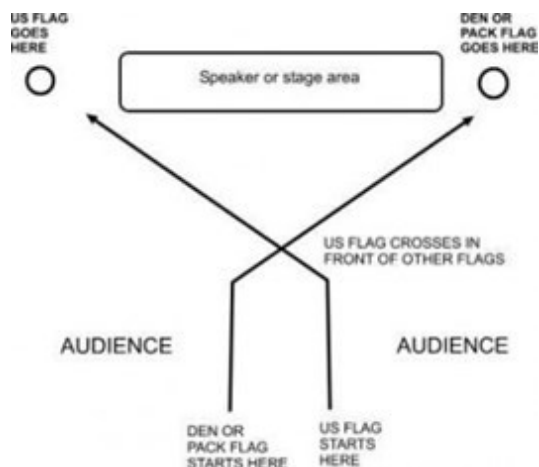 US FLAG
GOES
HERE
DEN OR
PACK FLAG
GOES HERE
Speaker or stage area
US FLAG CROSSES IN
FRONT OF OTHER FLAGS
AUDIENCE
AUDIENCE
DEN OR
PACK FLAG
STARTS HERE
US FLAG
STARTS
HERE